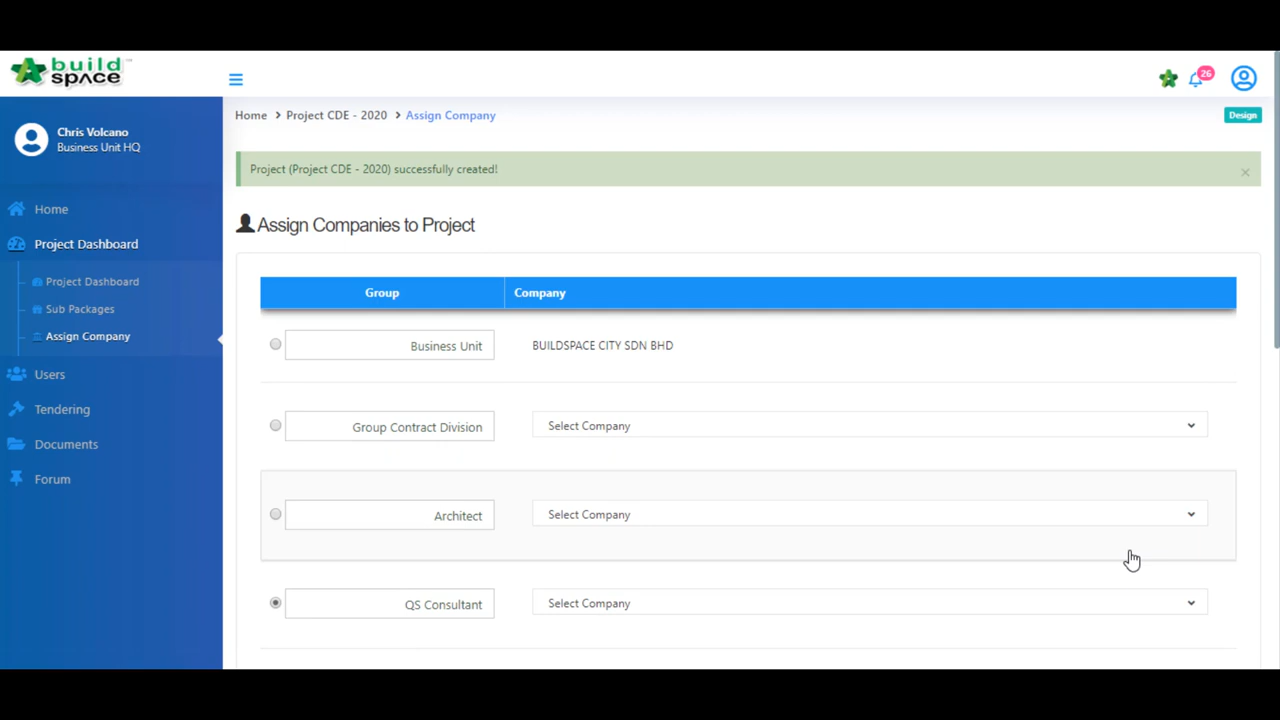 build
space
26
Home > Project CDE - 2020 > Assign Company
Design
Chris Volcano
Business Unit HQ
Project (Project CDE - 2020) successfully created!
×
Assign Companies to Project
Home
Project Dashboard
Project Dashboard
Sub Packages
Assign Company
Users
Tendering
Documents
Forum
Group Company
Business Unit BUILDSPACE CITY SDN BHD
Group Contract Division Select Company
Architect Select Company
QS Consultant Select Company